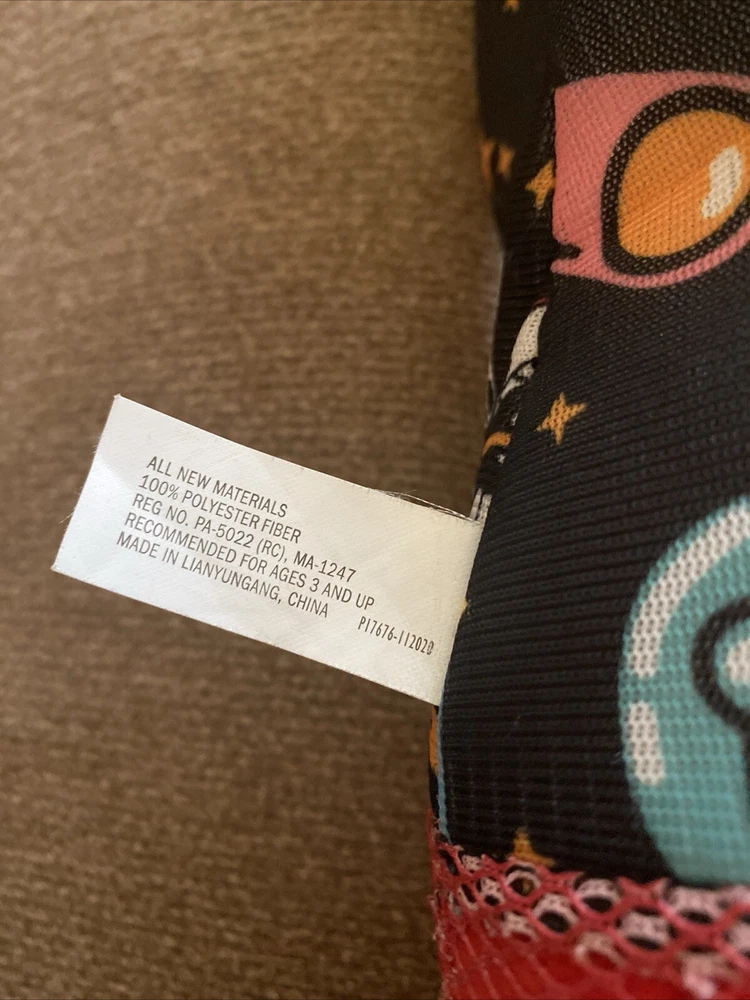 ALL NEW MATERIALS
100% POLYESTER FIBER
REG NO. PA-5022 (RC), MA-1247
RECOMMENDED FOR AGES 3 AND UP
MADE IN LIANYUNGANG, CHINA
P17676-112020